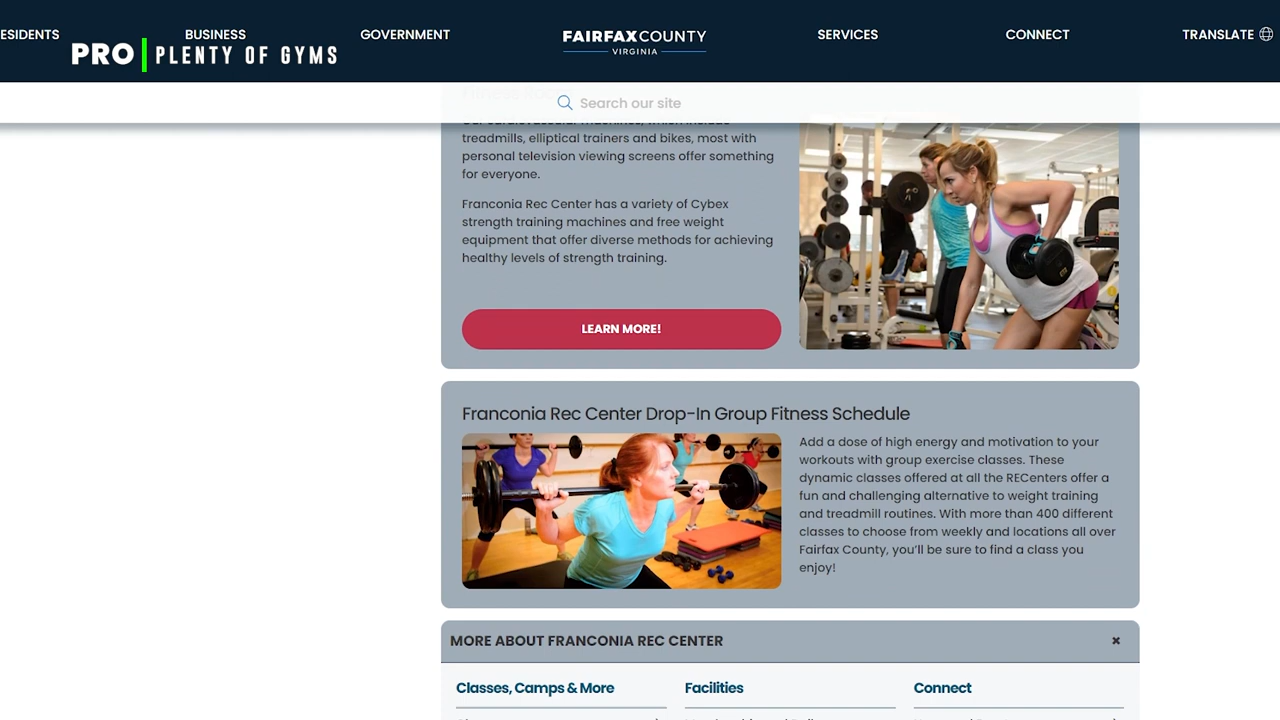 ESIDENTS
BUSINESS
GOVERNMENT
FAIRFAX COUNTY
VIRGINIA
SERVICES
CONNECT
TRANSLATE
PRO PLENTY OF GYMS
Search our site
Our cardiovascular machines, which include
treadmills, elliptical trainers and bikes, most with
personal television viewing screens offer something
for everyone.
Franconia Rec Center has a variety of Cybex
strength training machines and free weight
equipment that offer diverse methods for achieving
healthy levels of strength training.
LEARN MORE!
Franconia Rec Center Drop-In Group Fitness Schedule
Add a dose of high energy and motivation to your
workouts with group exercise classes. These
dynamic classes offered at all the RECenters offer a
fun and challenging alternative to weight training
and treadmill routines. With more than 400 different
classes to choose from weekly and locations all over
Fairfax County, you'll be sure to find a class you
enjoy!
MORE ABOUT FRANCONIA REC CENTER
Classes, Camps & More
Facilities
Connect